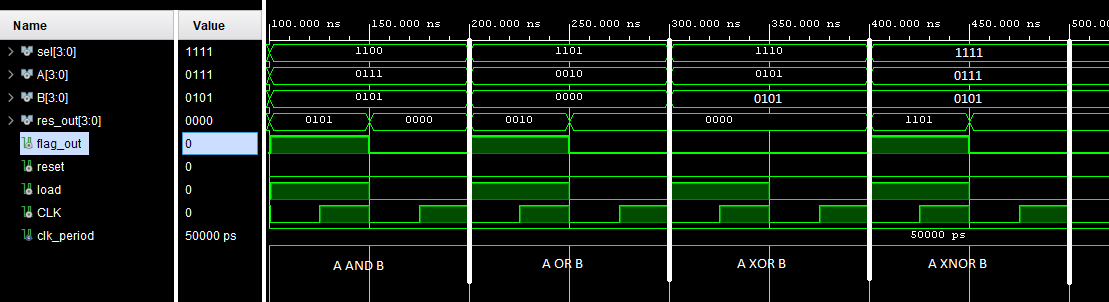 Name Value 100.000 ns 150.000 ns 200.000 ns 250.000 ns 300.000 ns 350.000 ns 400.000 ns 450.000 ns 500.00
sel[3:0] 1111 1100 1101 1110 1111
A[3:0] 0111 0111 0010 0101 0111
B[3:0] 0101 0101 0000 0101 0101
res_out[3:0] 0000 0101 0000 0010 0000 1101
flag_out 0
reset 0
load 0
CLK 0
clk_period 50000 ps 50000 ps
A AND B A OR B A XOR B A XNOR B